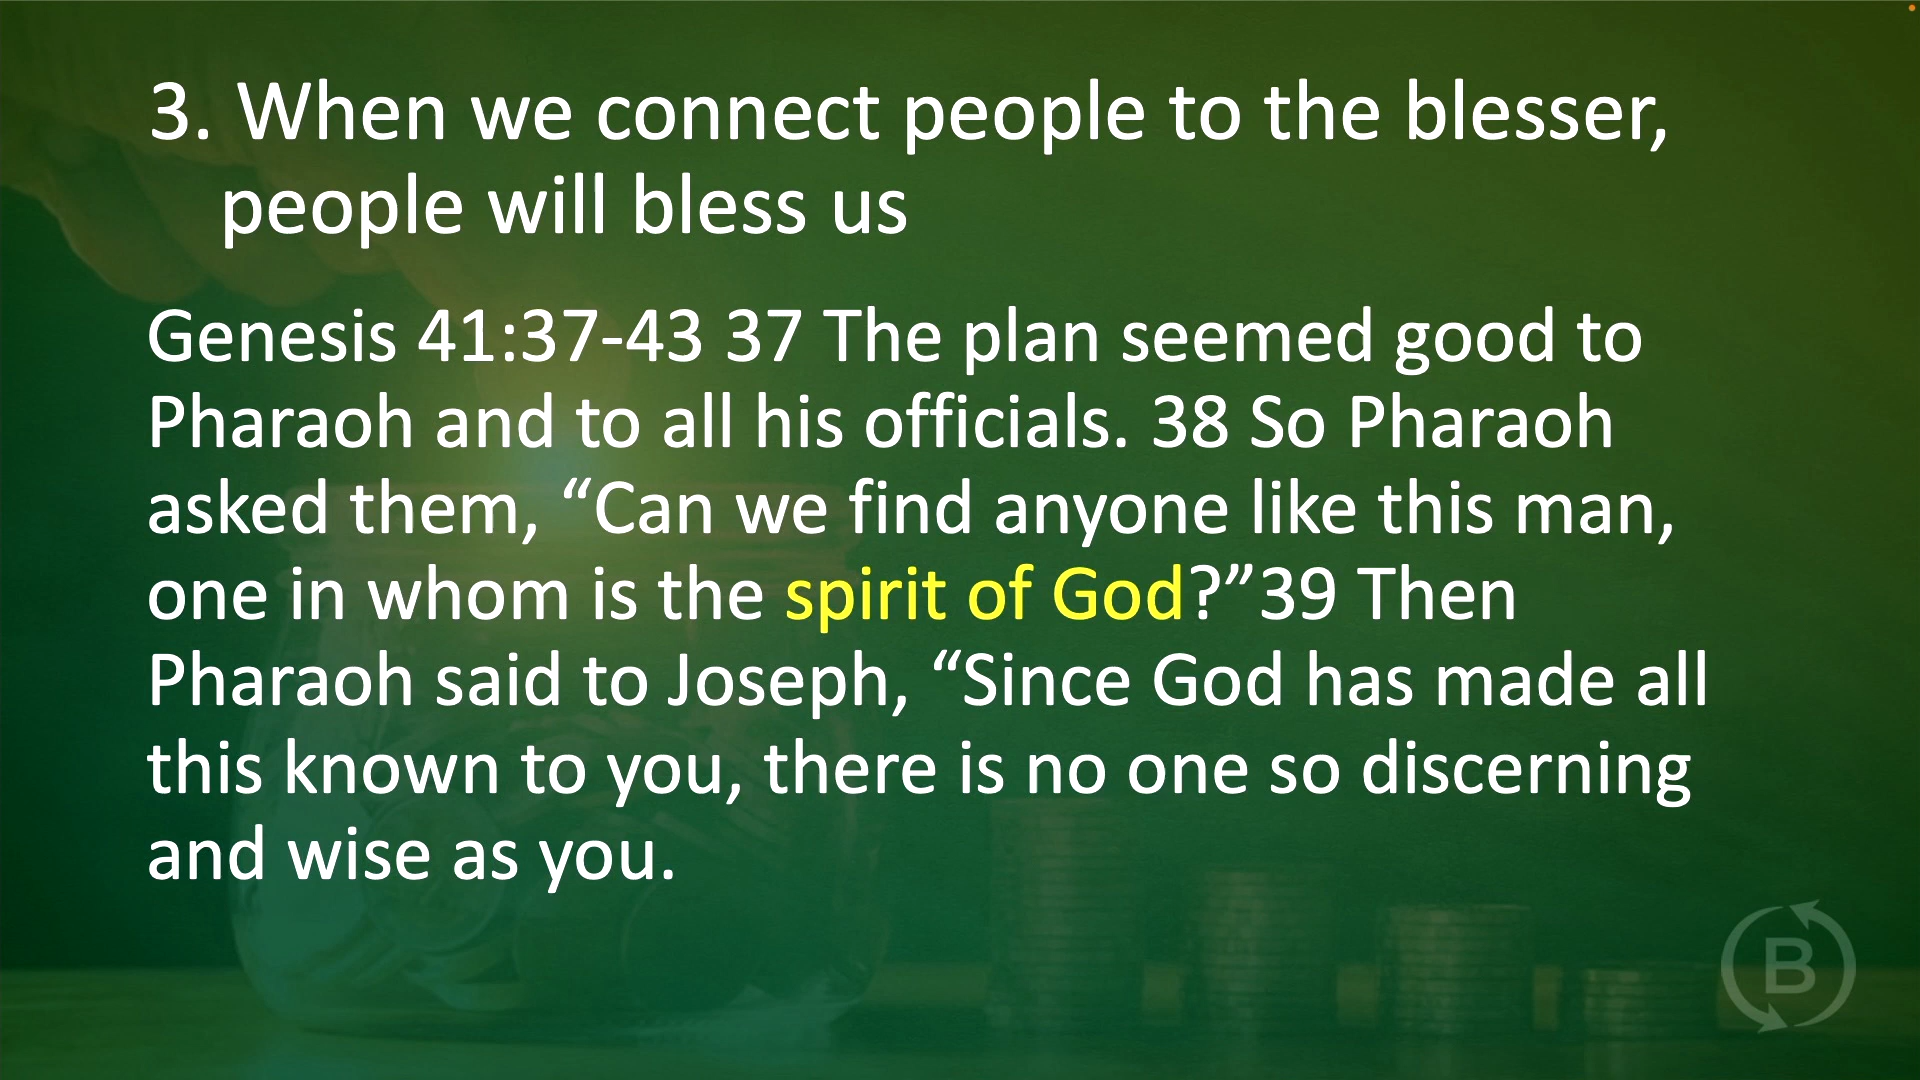 3. When we connect people to the blesser,
people will bless us
Genesis 41:37-43 37 The plan seemed good to
Pharaoh and to all his officials. 38 So Pharaoh
asked them, “Can we find anyone like this man,
one in whom is the spirit of God?”39 Then
Pharaoh said to Joseph, “Since God has made all
this known to you, there is no one so discerning
and wise as you.
B